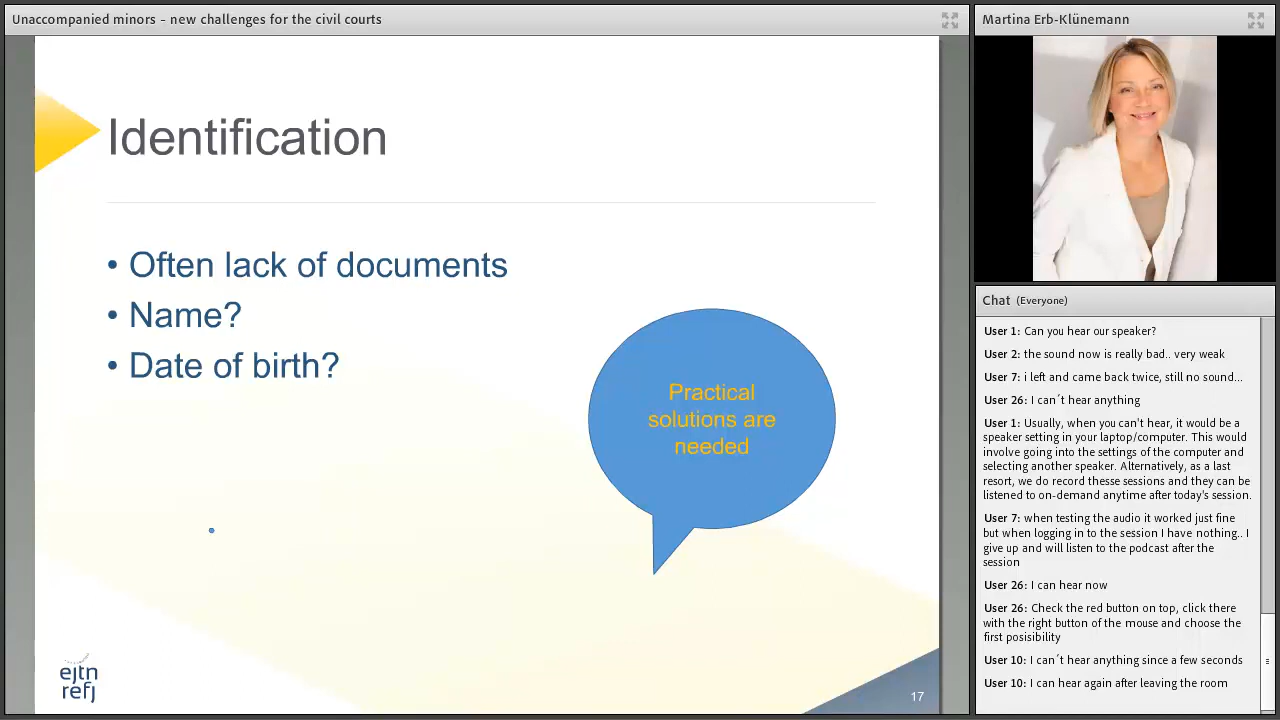 Unaccompanied minors - new challenges for the civil courts
Identification
• Often lack of documents
• Name?
• Date of birth?
Practical
solutions are
needed
ejtn
refj
17
Martina Erb-Klünemann
Chat (Everyone)
User 1: Can you hear our speaker?
User 2: the sound now is really bad.. very weak
User 7: i left and came back twice, still no sound...
User 26: I can´t hear anything
User 1: Usually, when you can't hear, it would be a
speaker setting in your laptop/computer. This would
involve going into the settings of the computer and
selecting another speaker. Alternatively, as a last
resort, we do record thesse sessions and they can be
listened to on-demand anytime after today's session.
User 7: when testing the audio it worked just fine
but when logging in to the session I have nothing.. I
give up and will listen to the podcast after the
session
User 26: I can hear now
User 26: Check the red button on top, click there
with the right button of the mouse and choose the
first posisibility
User 10: I can´t hear anything since a few seconds
User 10: I can hear again after leaving the room